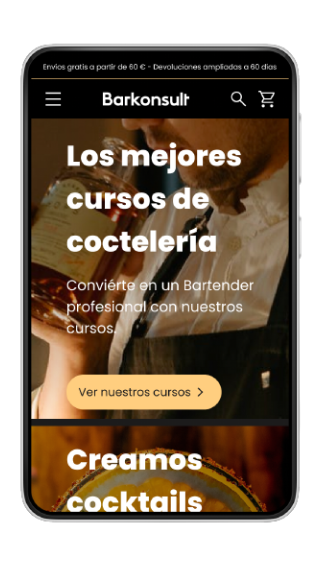 Envíos gratis a partir de 60 € - Devoluciones ampliadas a 60 días
Barkonsult
Los mejores
cursos de
coctelería
Conviérte en un Bartender
profesional con nuestros
cursos.
Ver nuestros cursos
Creamos
cocktails